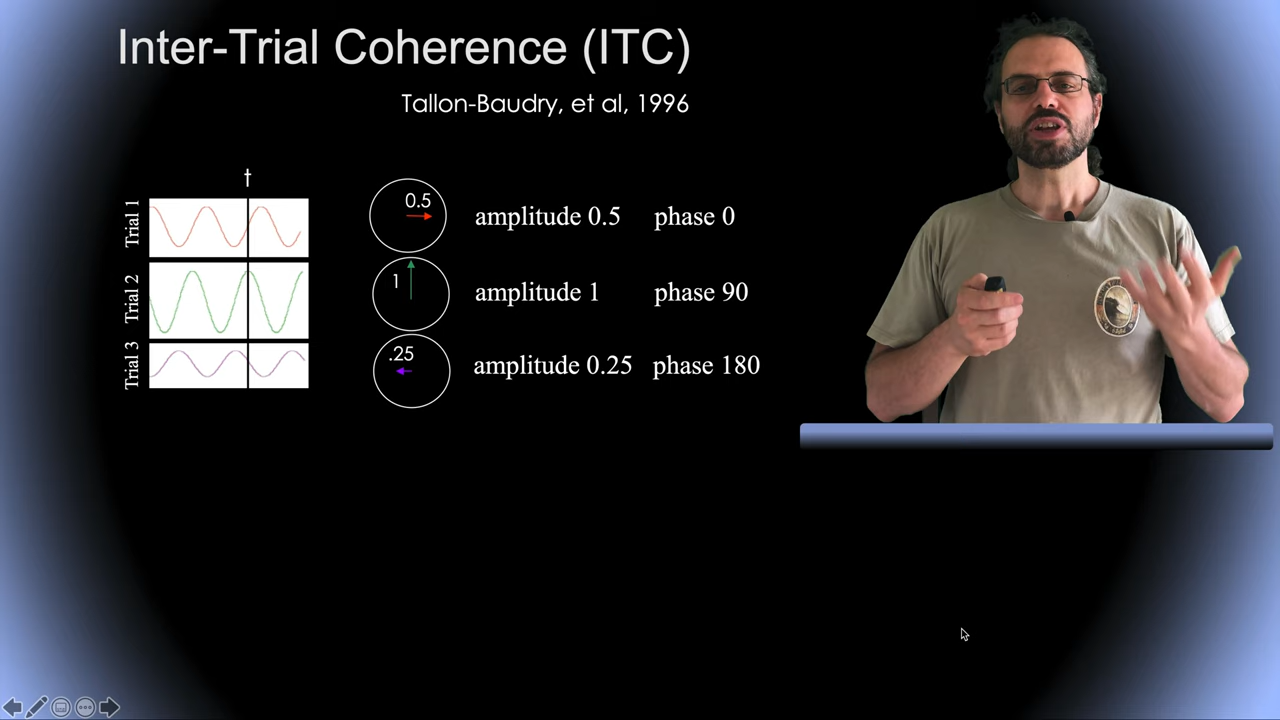 Inter-Trial Coherence (ITC)
Tallon-Baudry, et al, 1996
t
Trial 1
0.5
amplitude 0.5 phase 0
Trial 2
1
amplitude 1 phase 90
Trial 3
.25
amplitude 0.25 phase 180